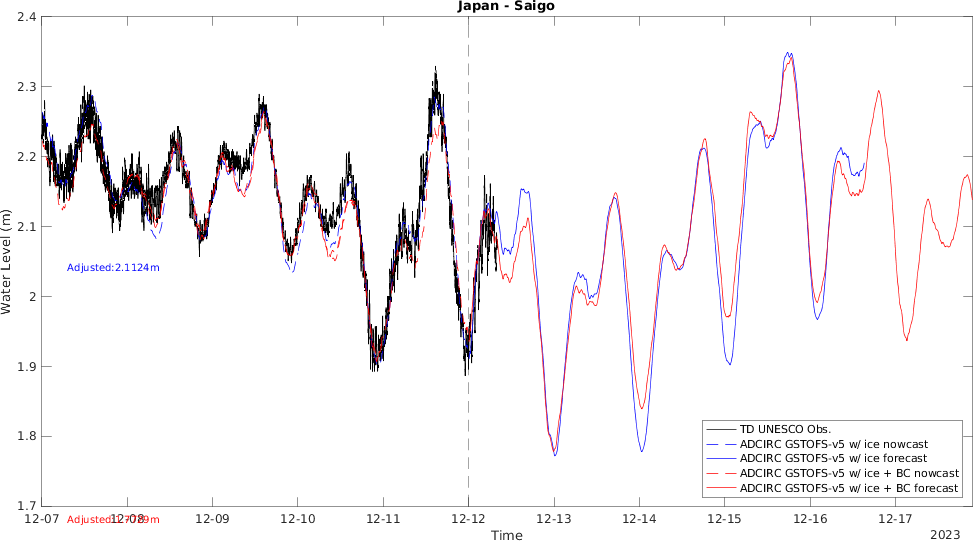 Japan - Saigo
2.4
2.3
2.2
2.1
2
1.9
1.8
1.7
Water Level (m)
Adjusted:2.1124m
TD UNESCO Obs.
ADCIRC GSTOFS-v5 w/ ice nowcast
ADCIRC GSTOFS-v5 w/ ice forecast
ADCIRC GSTOFS-v5 w/ ice + BC nowcast
ADCIRC GSTOFS-v5 w/ ice + BC forecast
12-07 12-08 12-09 12-10 12-11 12-12 12-13 12-14 12-15 12-16 12-17
Time
2023